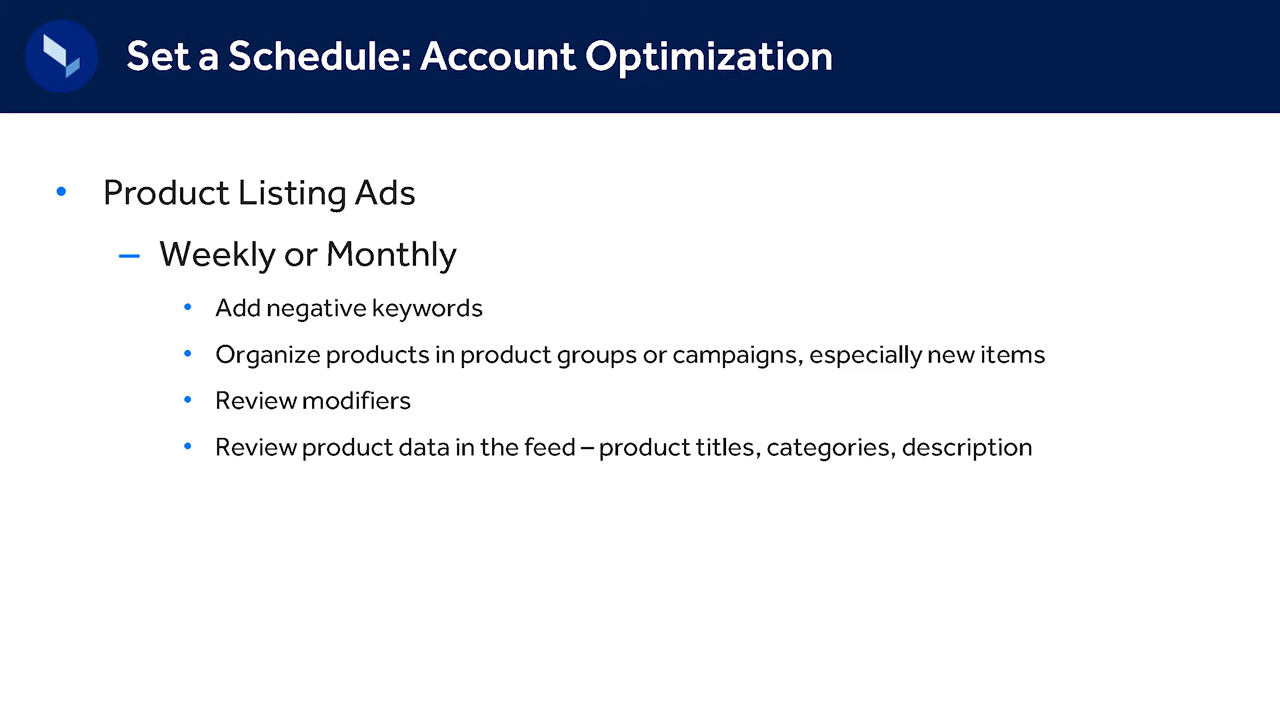 Set a Schedule: Account Optimization
• Product Listing Ads
– Weekly or Monthly
• Add negative keywords
• Organize products in product groups or campaigns, especially new items
• Review modifiers
• Review product data in the feed – product titles, categories, description